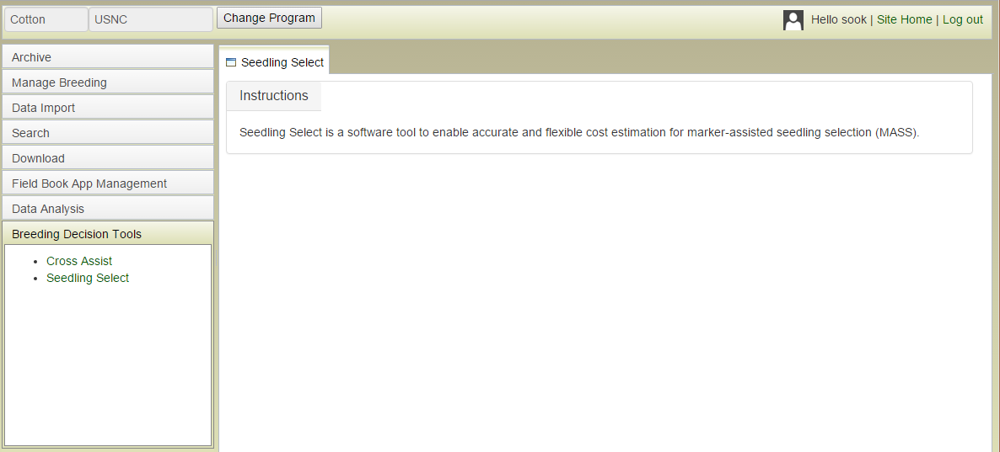 Cotton USNC Change Program Hello sook | Site Home | Log out
Archive
Manage Breeding
Data Import
Search
Download
Field Book App Management
Data Analysis
Breeding Decision Tools
Cross Assist
Seedling Select
Seedling Select
Instructions
Seedling Select is a software tool to enable accurate and flexible cost estimation for marker-assisted seedling selection (MASS).